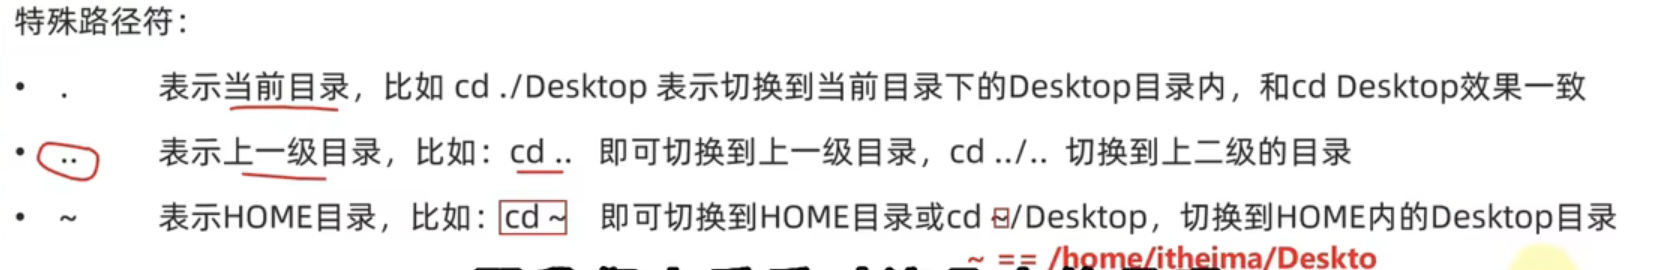 特殊路径符：
• . 表示当前目录，比如 cd ./Desktop 表示切换到当前目录下的Desktop目录内，和cd Desktop效果一致
• .. 表示上一级目录，比如：cd .. 即可切换到上一级目录，cd ../.. 切换到上二级的目录
• ~ 表示HOME目录，比如：cd ~ 即可切换到HOME目录或cd ~/Desktop，切换到HOME内的Desktop目录
~ == /home/itheima/Deskto